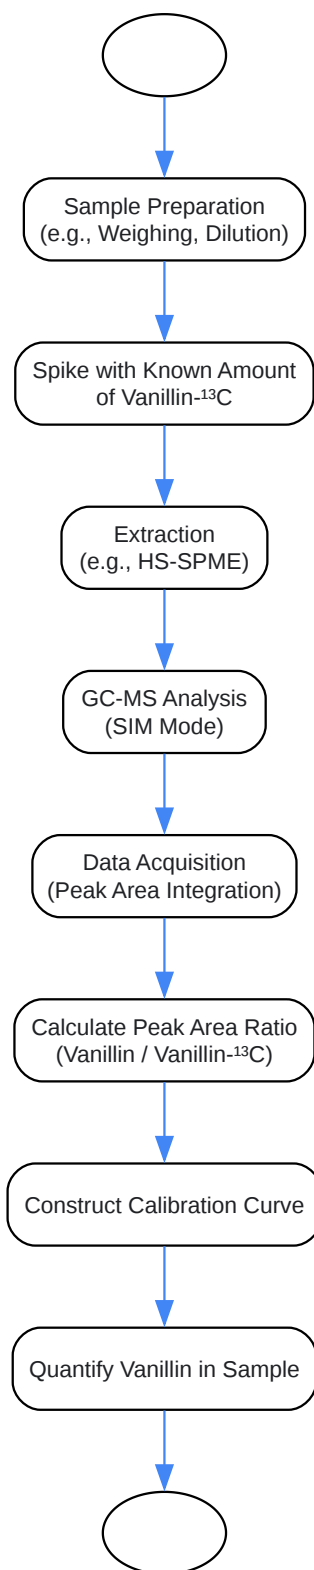 Sample Preparation
(e.g., Weighing, Dilution)
Spike with Known Amount
of Vanillin-¹³C
Extraction
(e.g., HS-SPME)
GC-MS Analysis
(SIM Mode)
Data Acquisition
(Peak Area Integration)
Calculate Peak Area Ratio
(Vanillin / Vanillin-¹³C)
Construct Calibration Curve
Quantify Vanillin in Sample